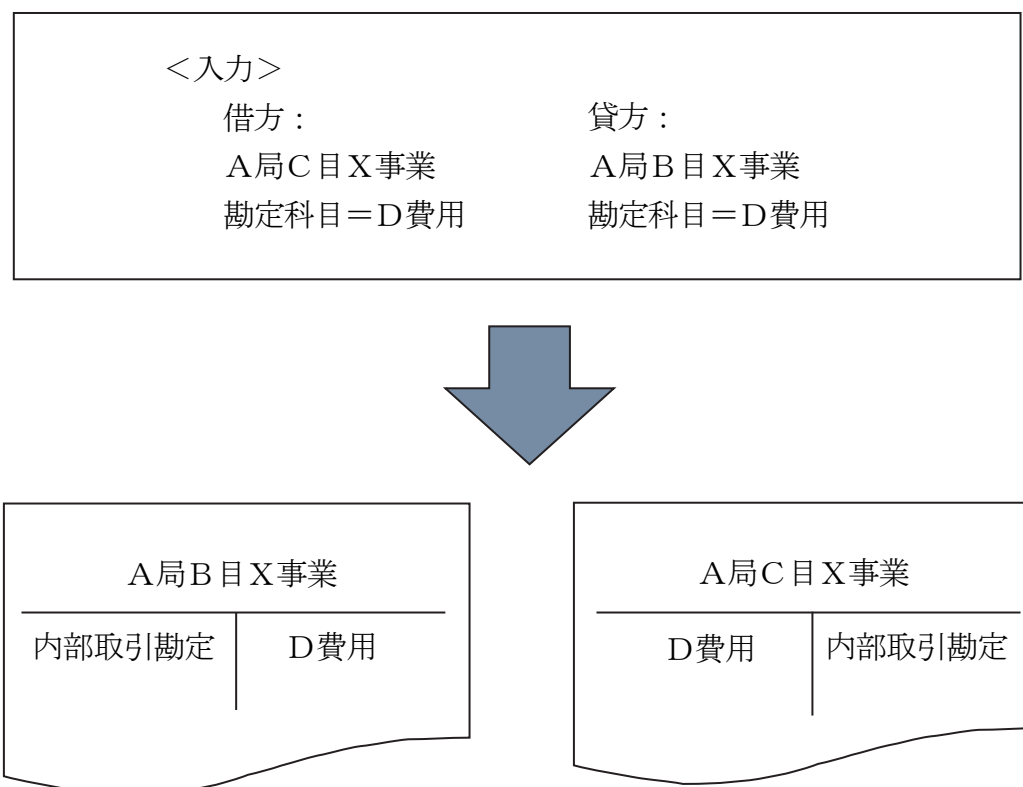 ＜入力＞
借方：　貸方：
Ａ局Ｃ目Ｘ事業　Ａ局Ｂ目Ｘ事業
勘定科目＝Ｄ費用　勘定科目＝Ｄ費用
Ａ局Ｂ目Ｘ事業
内部取引勘定　Ｄ費用
Ａ局Ｃ目Ｘ事業
Ｄ費用　内部取引勘定